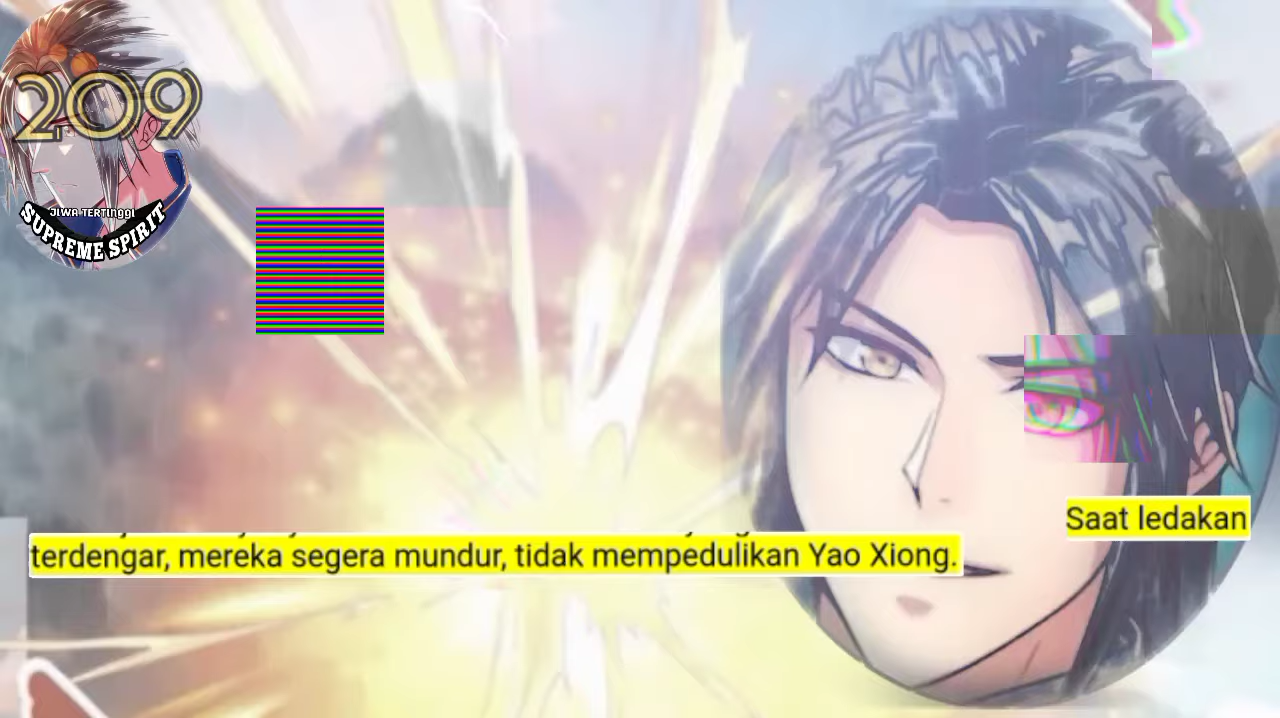 209
JIWA TERTINGGI
SUPREME SPIRIT
Saat ledakan
terdengar, mereka segera mundur, tidak mempedulikan Yao Xiong.